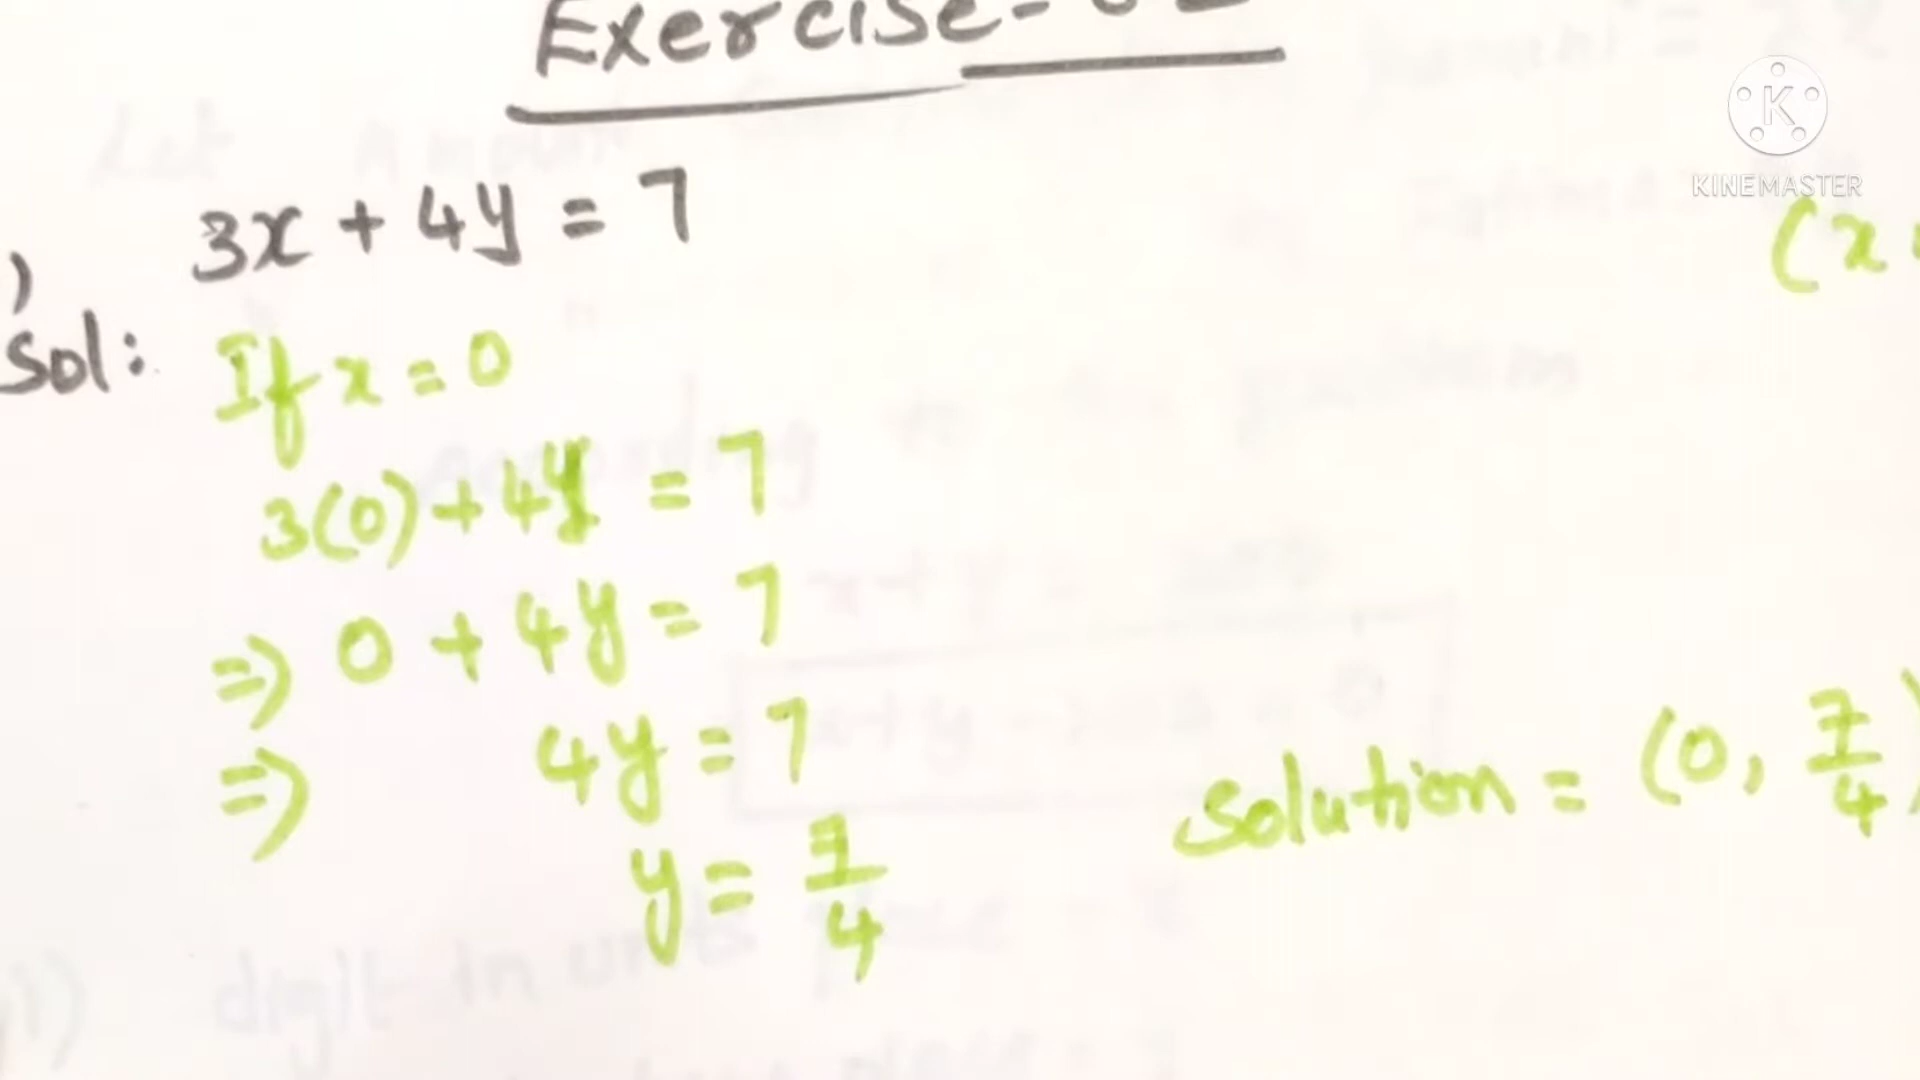 Exercise-
K
KINEMASTER
) 3x + 4y = 7
(x
Sol: If x = 0
3(0) + 4y = 7
=> 0 + 4y = 7
=> 4y = 7
y = 7/4
Solution = (0, 7/4)